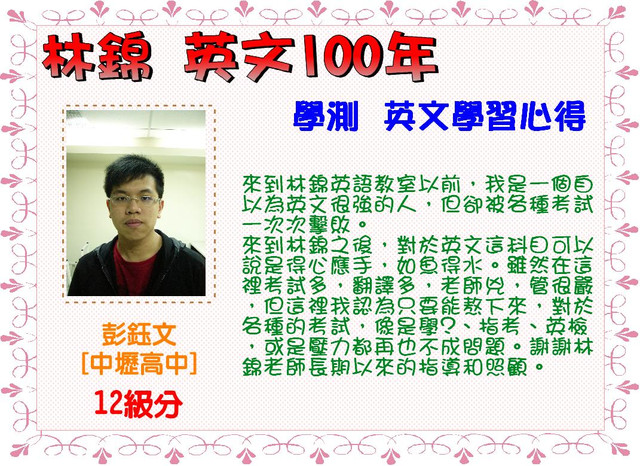 林錦 英文100年
學測 英文學習心得
來到林錦英語教室以前，我是一個自
以為英文很強的人，但卻被各種考試
一次次擊敗。
來到林錦之後，對於英文這科目可以
說是得心應手，如魚得水。雖然在這
裡考試多，翻譯多，老師兇，管很嚴
，但這裡我認為只要能熬下來，對於
各種的考試，像是學?、指考、英檢
，或是壓力都再也不成問題。謝謝林
錦老師長期以來的指導和照顧。
彭鈺文
[中壢高中]
12級分